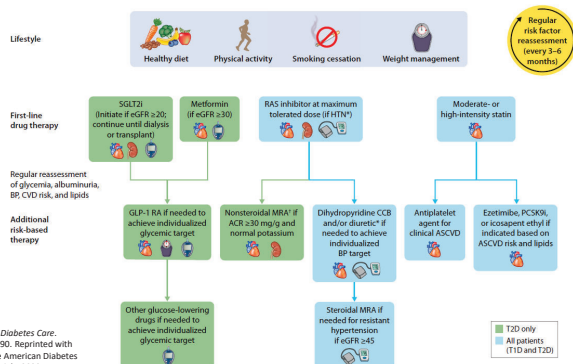 Lifestyle
Healthy diet
Physical activity
Smoking cessation
Weight management
Regular
risk factor
reassessment
(every 3–6
months)
First-line
drug therapy
SGLT2i
(Initiate if eGFR ≥20;
continue until dialysis
or transplant)
Metformin
(if eGFR ≥30)
RAS inhibitor at maximum
tolerated dose (if HTN*)
Moderate- or
high-intensity statin
Regular reassessment
of glycemia, albuminuria,
BP, CVD risk, and lipids
Additional
risk-based
therapy
GLP-1 RA if needed to
achieve individualized
glycemic target
Nonsteroidal MRA† if
ACR ≥30 mg/g and
normal potassium
Dihydropyridine CCB
and/or diuretic* if
needed to achieve
individualized
BP target
Antiplatelet
agent for
clinical ASCVD
Ezetimibe, PCSK9i,
or icosapent ethyl if
indicated based on
ASCVD risk and lipids
Other glucose-lowering
drugs if needed to
achieve individualized
glycemic target
Steroidal MRA if
needed for resistant
hypertension
if eGFR ≥45
T2D only
All patients
(T1D and T2D)
Diabetes Care.
90. Reprinted with
American Diabetes